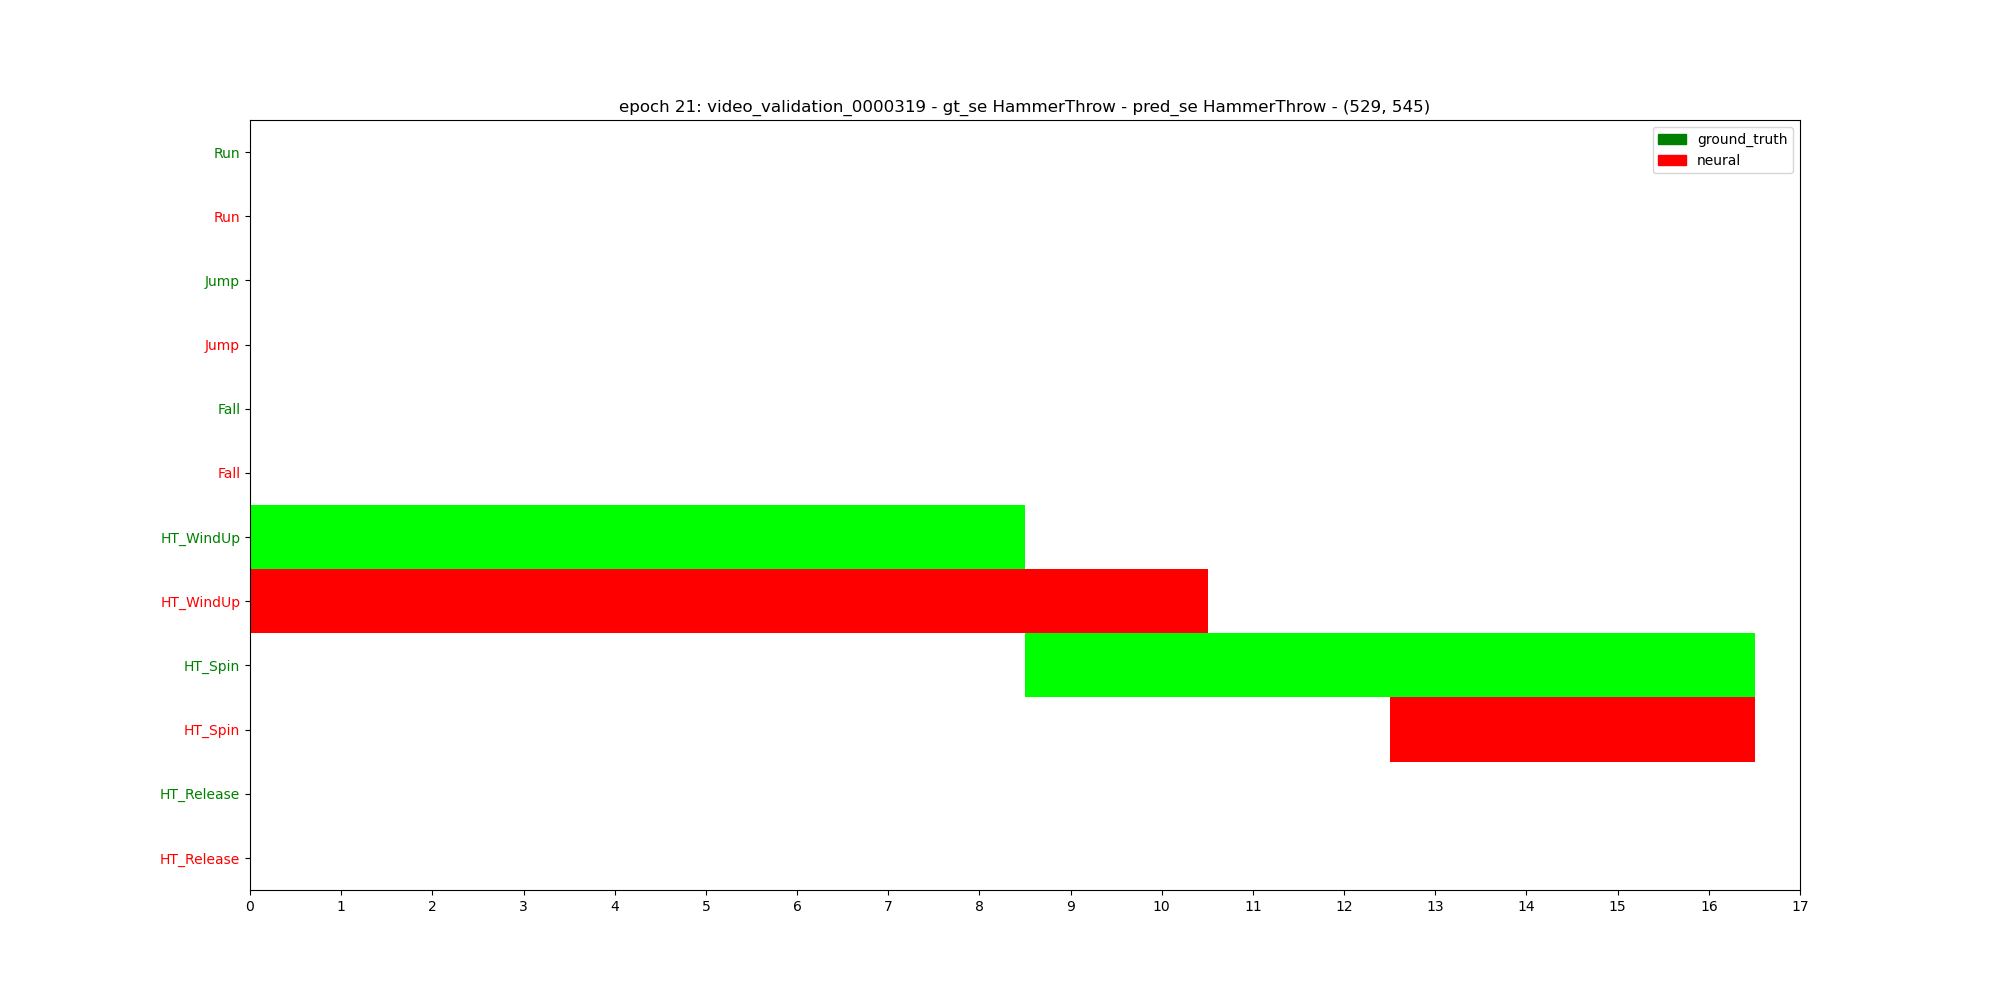 epoch 21: video_validation_0000319 - gt_se HammerThrow - pred_se HammerThrow - (529, 545)
ground_truth
neural
Run
Run
Jump
Jump
Fall
Fall
HT_WindUp
HT_WindUp
HT_Spin
HT_Spin
HT_Release
HT_Release
0 1 2 3 4 5 6 7 8 9 10 11 12 13 14 15 16 17